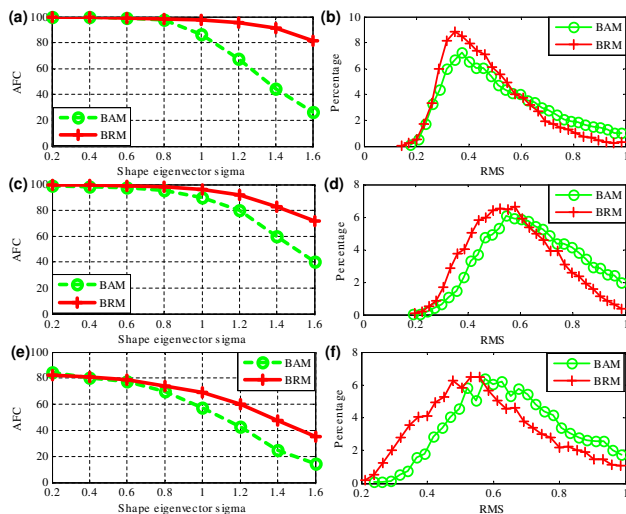 (a)
100
80
60
40
20
0
AFC
BAM
BRM
0.2 0.4 0.6 0.8 1 1.2 1.4 1.6
Shape eigenvector sigma
(b)
10
8
6
4
2
0
Percentage
BAM
BRM
0 0.2 0.4 0.6 0.8 1
RMS
(c)
100
80
60
40
20
0
AFC
BAM
BRM
0.2 0.4 0.6 0.8 1 1.2 1.4 1.6
Shape eigenvector sigma
(d)
8
6
4
2
0
Percentage
BAM
BRM
0 0.2 0.4 0.6 0.8 1
RMS
(e)
100
80
60
40
20
0
AFC
BAM
BRM
0.2 0.4 0.6 0.8 1 1.2 1.4 1.6
Shape eigenvector sigma
(f)
8
6
4
2
0
Percentage
BAM
BRM
0.2 0.4 0.6 0.8 1
RMS